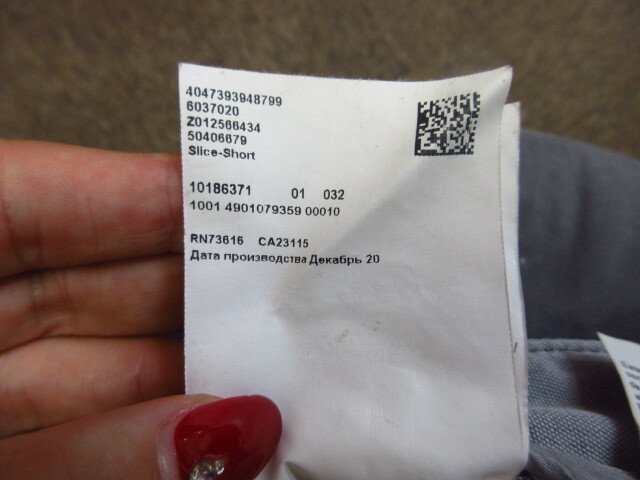 4047393948799
6037020
Z012566434
50406679
Slice-Short
10186371 01 032
1001 4901079359 00010
RN73616 CA23115
Дата производства Декабрь 20